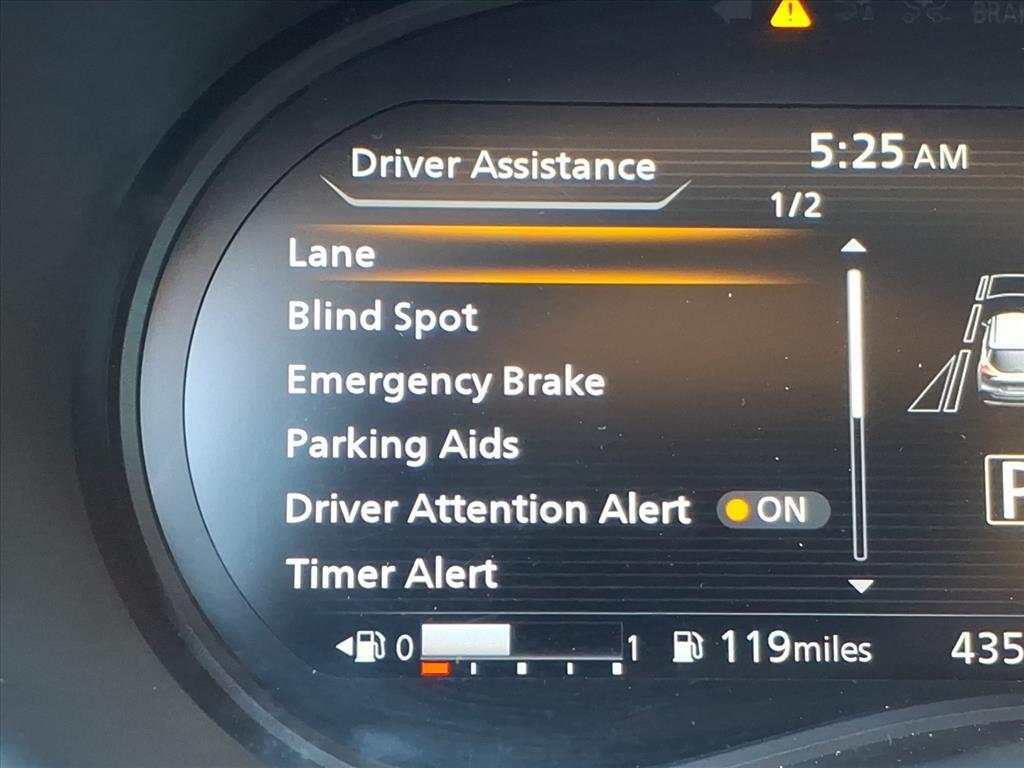 Driver Assistance
5:25 AM
1/2
Lane
Blind Spot
Emergency Brake
Parking Aids
Driver Attention Alert ON
Timer Alert
0 1 119miles 435